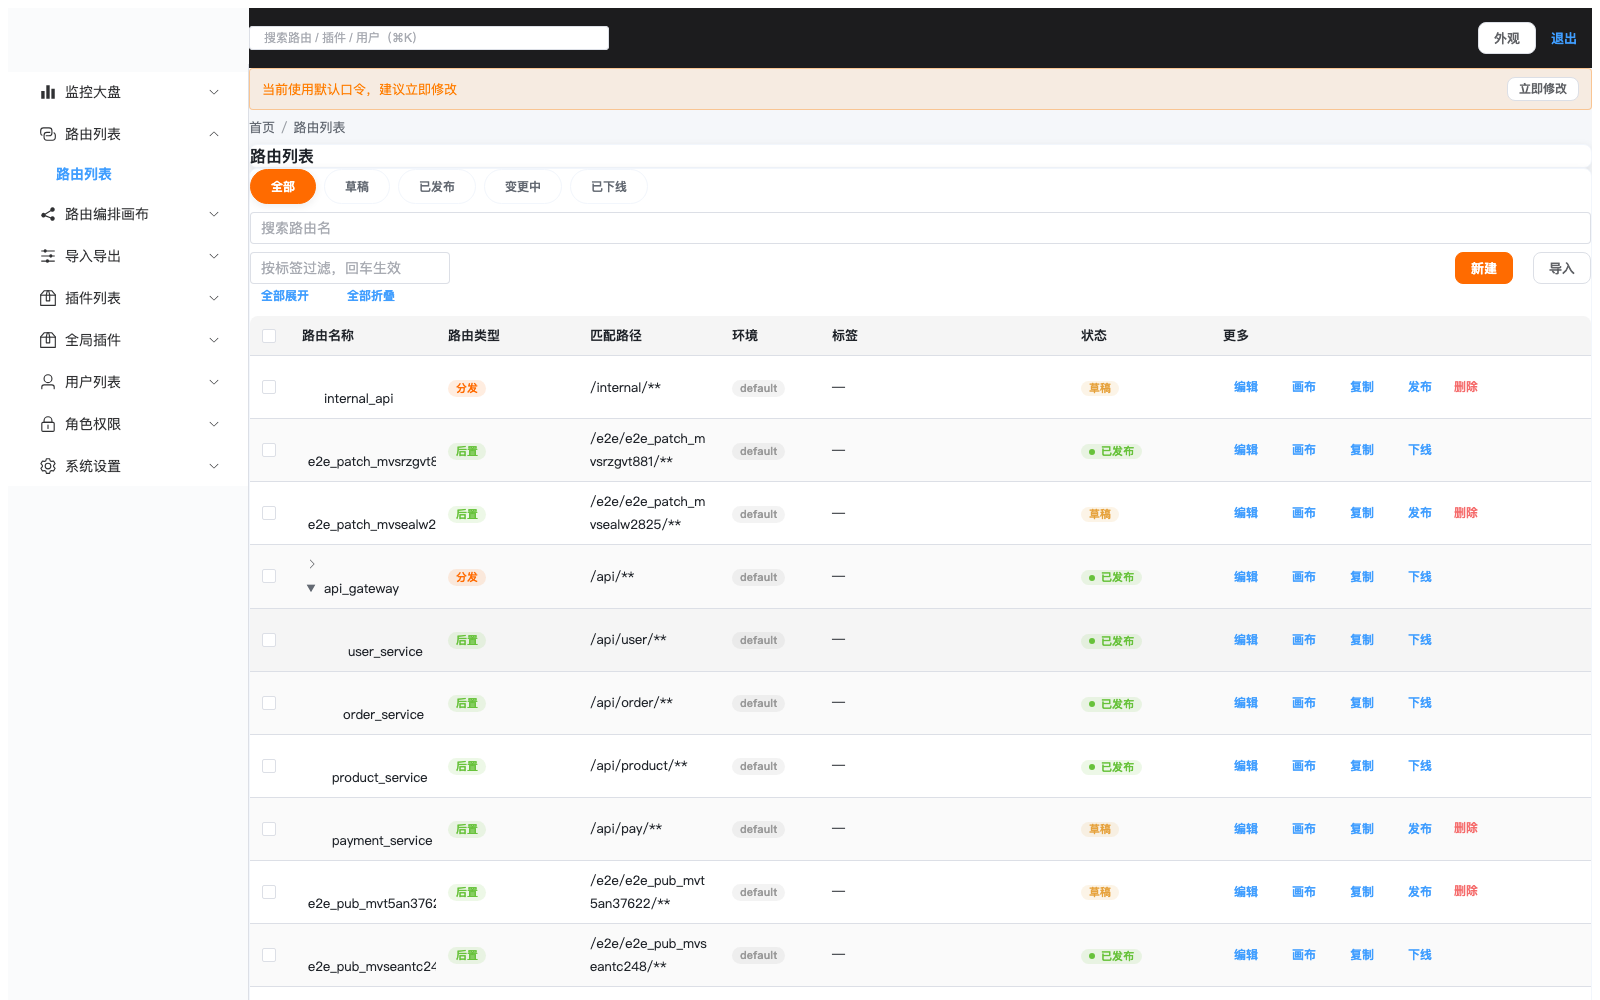 搜索路由 / 插件 / 用户（⌘K）
外观
退出
监控大盘
路由列表
路由列表
路由编排画布
导入导出
插件列表
全局插件
用户列表
角色权限
系统设置
当前使用默认口令，建议立即修改
立即修改
首页 / 路由列表
路由列表
全部 草稿 已发布 变更中 已下线
搜索路由名
按标签过滤，回车生效
新建 导入
全部展开 全部折叠
路由名称 路由类型 匹配路径 环境 标签 状态 更多
internal_api 分发 /internal/** default — 草稿 编辑 画布 复制 发布 删除
e2e_patch_mvsrzgvt8 后置 /e2e/e2e_patch_m
vsrzgvt881/** default — 已发布 编辑 画布 复制 下线
e2e_patch_mvsealw2 后置 /e2e/e2e_patch_m
vsealw2825/** default — 草稿 编辑 画布 复制 发布 删除
api_gateway 分发 /api/** default — 已发布 编辑 画布 复制 下线
user_service 后置 /api/user/** default — 已发布 编辑 画布 复制 下线
order_service 后置 /api/order/** default — 已发布 编辑 画布 复制 下线
product_service 后置 /api/product/** default — 已发布 编辑 画布 复制 下线
payment_service 后置 /api/pay/** default — 草稿 编辑 画布 复制 发布 删除
e2e_pub_mvt5an3762 后置 /e2e/e2e_pub_mvt
5an37622/** default — 草稿 编辑 画布 复制 发布 删除
e2e_pub_mvseantc24 后置 /e2e/e2e_pub_mvs
eantc248/** default — 已发布 编辑 画布 复制 下线